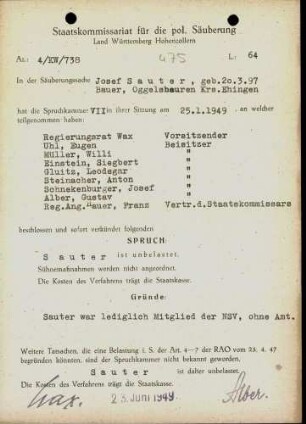 Staatskommissariat für die pol. Säuberung
Land Württemberg Hohenzollern
Az.: 4/KW/738
475
L: 64
In der Säuberungssache Josef Sauter, geb. 20.3.97
Bauer, Oggelsbeuren Krs. Ehingen
hat die Spruchkammer VII in ihrer Sitzung am 25.1.1949 an welcher
teilgenommen haben:
Regierungsrat Wax Vorsitzender
Uhl, Eugen Beisitzer
Müller, Willi "
Einstein, Siegbert "
Gluitz, Leodegar "
Steinacher, Anton "
Schnekenburger, Josef "
Alber, Gustav "
Reg.Ang. Bauer, Franz Vertr.d.Staatskommissars
beschlossen und sofort verkündet folgenden
SPRUCH:
Sauter ist unbelastet.
Sühnemaßnahmen werden nicht angeordnet.
Die Kosten des Verfahrens trägt die Staatskasse.
Gründe:
Sauter war lediglich Mitglied der NSV, ohne Amt.
Weitere Tatsachen, die eine Belastung i. S. der Art. 4–7 der RAO vom 23. 4. 47
begründen könnten, sind der Spruchkammer nicht bekannt geworden.
Sauter ist daher unbelastet.
Die Kosten des Verfahrens trägt die Staatskasse.
Wax. 23. Juni 1949 Alber.